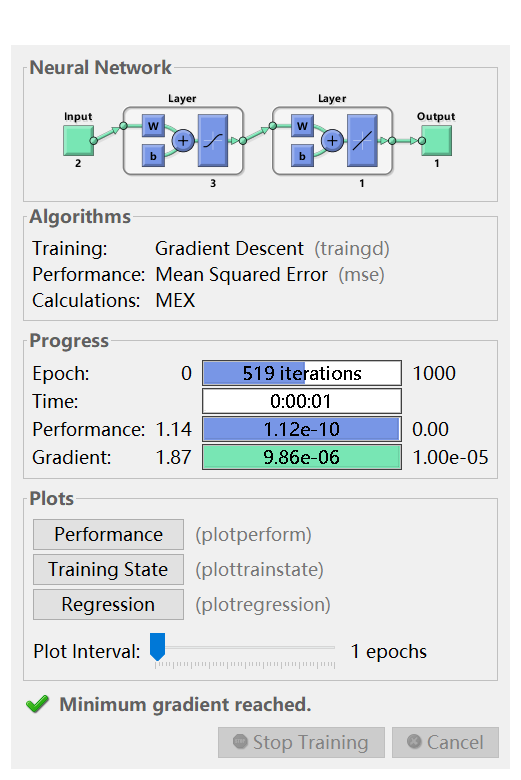 Neural Network
Layer Layer
Input Output
W W
b b
2 3 1 1
Algorithms
Training: Gradient Descent (traingd)
Performance: Mean Squared Error (mse)
Calculations: MEX
Progress
Epoch: 0 519 iterations 1000
Time: 0:00:01
Performance: 1.14 1.12e-10 0.00
Gradient: 1.87 9.86e-06 1.00e-05
Plots
Performance (plotperform)
Training State (plottrainstate)
Regression (plotregression)
Plot Interval: 1 epochs
Minimum gradient reached.
Stop Training Cancel